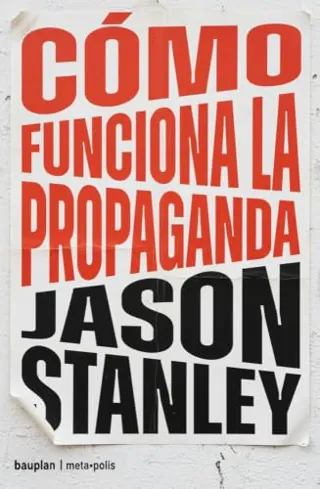 CÓMO
FUNCIONA LA
PROPAGANDA
JASON
STANLEY
bauplan | meta•polis